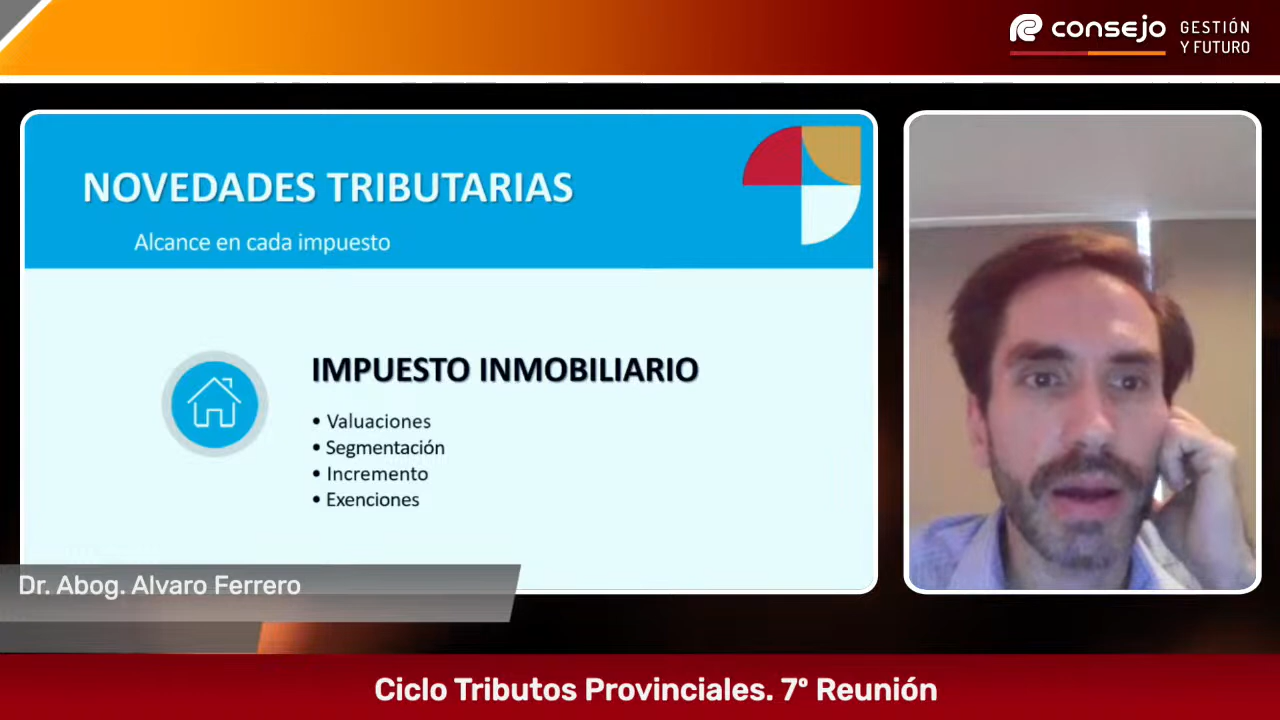 consejo GESTIÓN
Y FUTURO
NOVEDADES TRIBUTARIAS
Alcance en cada impuesto
IMPUESTO INMOBILIARIO
• Valuaciones
• Segmentación
• Incremento
• Exenciones
Dr. Abog. Alvaro Ferrero
Ciclo Tributos Provinciales. 7º Reunión